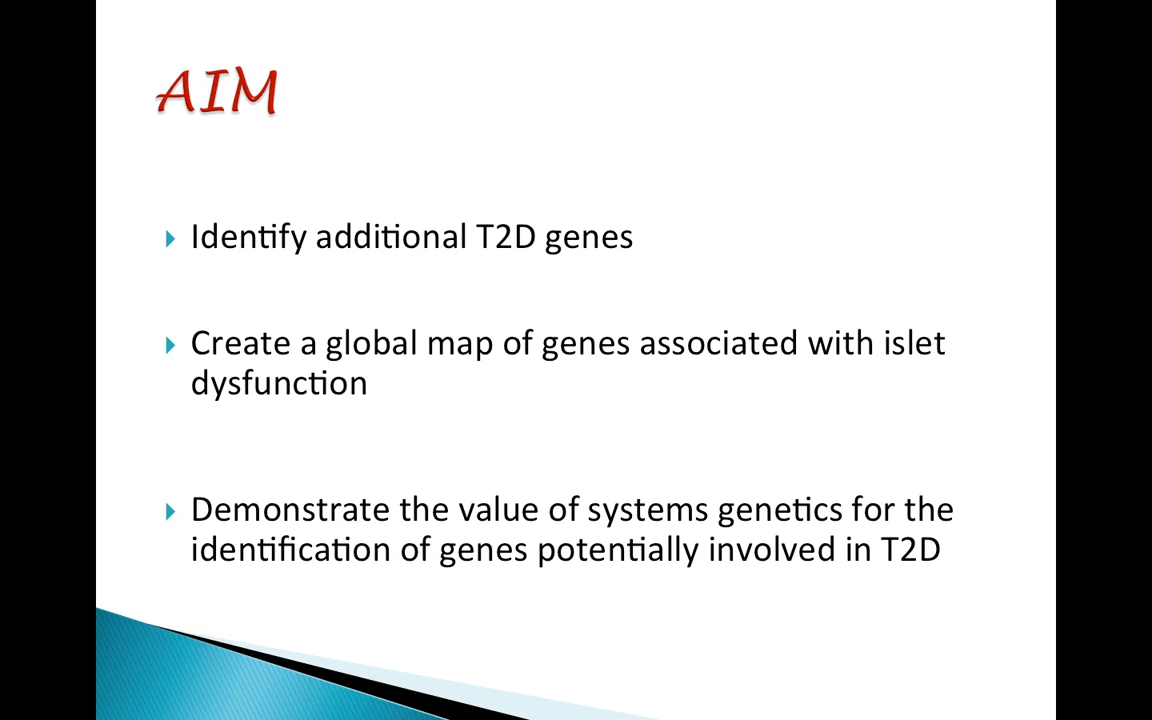 AIM
Identify additional T2D genes
Create a global map of genes associated with islet
dysfunction
Demonstrate the value of systems genetics for the
identification of genes potentially involved in T2D